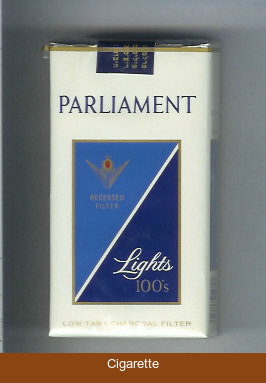 PARLIAMENT
RECESSED
FILTER
Lights
100's
LOW TAR • CHARCOAL FILTER
Cigarette